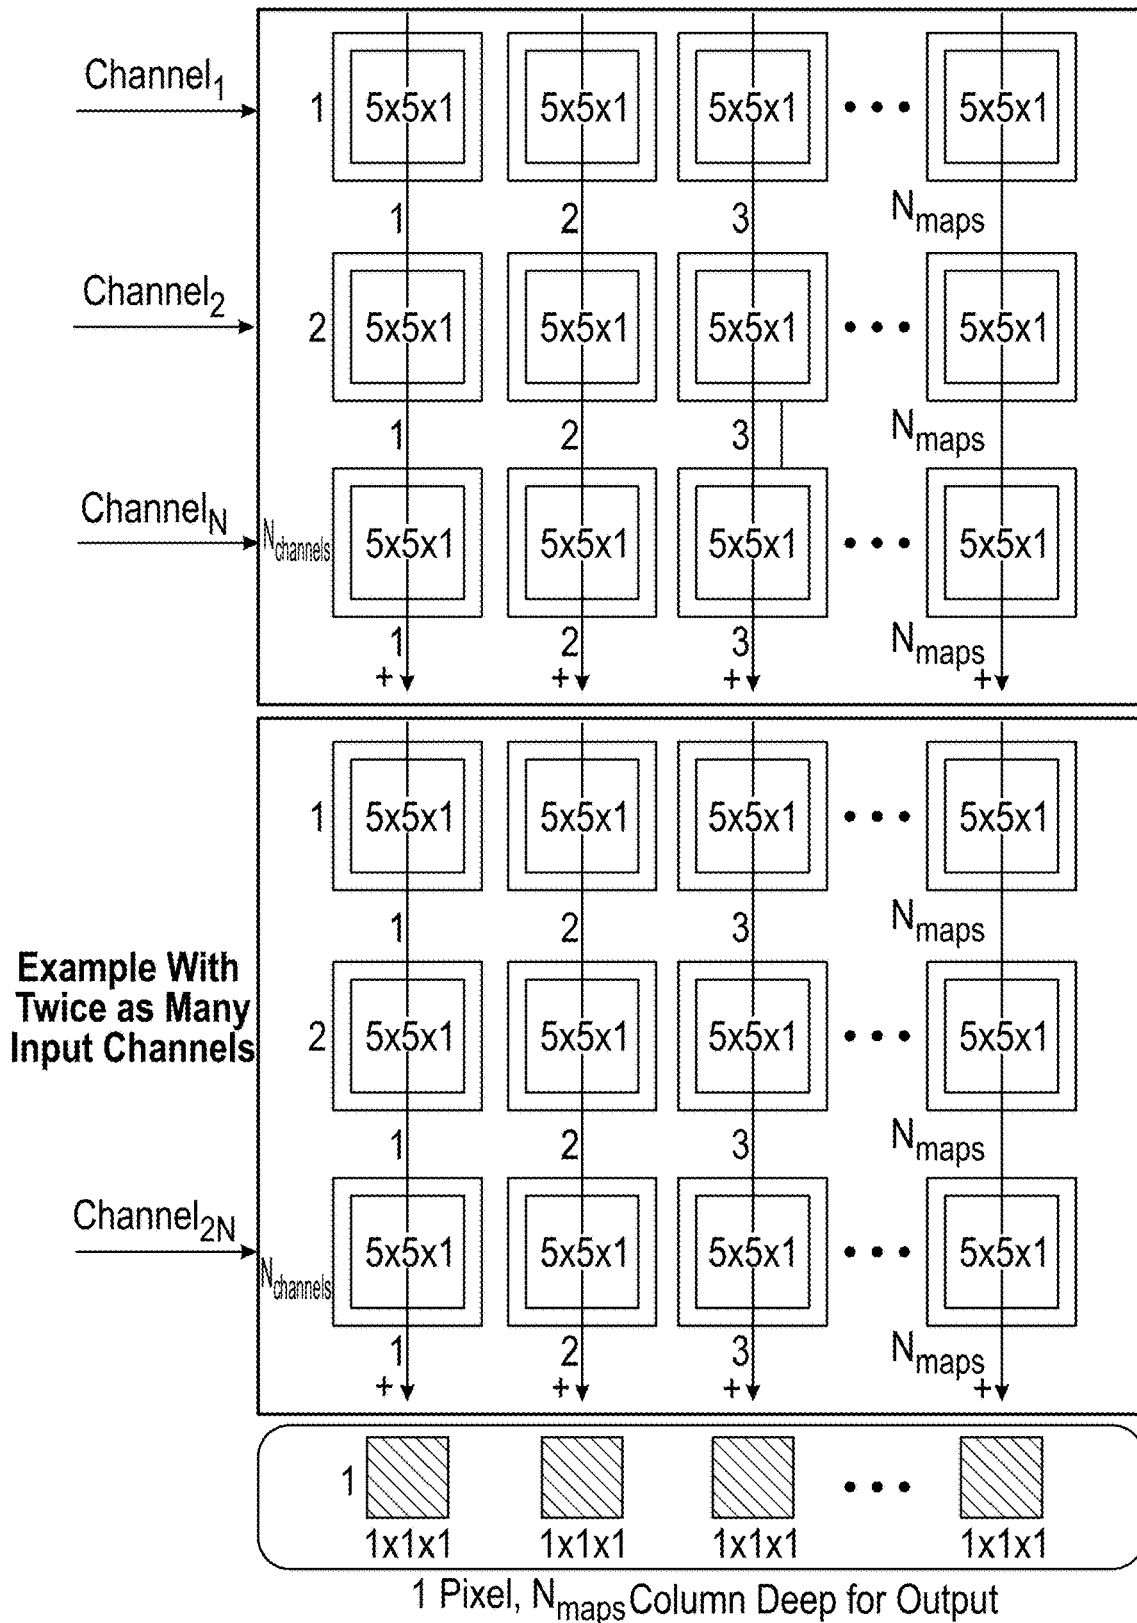 Channel1
1 5x5x1 5x5x1 5x5x1 • • • 5x5x1
1 2 3 Nmaps
Channel2
2 5x5x1 5x5x1 5x5x1 • • • 5x5x1
1 2 3 Nmaps
ChannelN
Nchannels 5x5x1 5x5x1 5x5x1 • • • 5x5x1
1 2 3 Nmaps
+ + + +
1 5x5x1 5x5x1 5x5x1 • • • 5x5x1
1 2 3 Nmaps
Example With
Twice as Many
Input Channels
2 5x5x1 5x5x1 5x5x1 • • • 5x5x1
1 2 3 Nmaps
Channel2N
Nchannels 5x5x1 5x5x1 5x5x1 • • • 5x5x1
1 2 3 Nmaps
+ + + +
1 • • •
1x1x1 1x1x1 1x1x1 1x1x1
1 Pixel, Nmaps Column Deep for Output